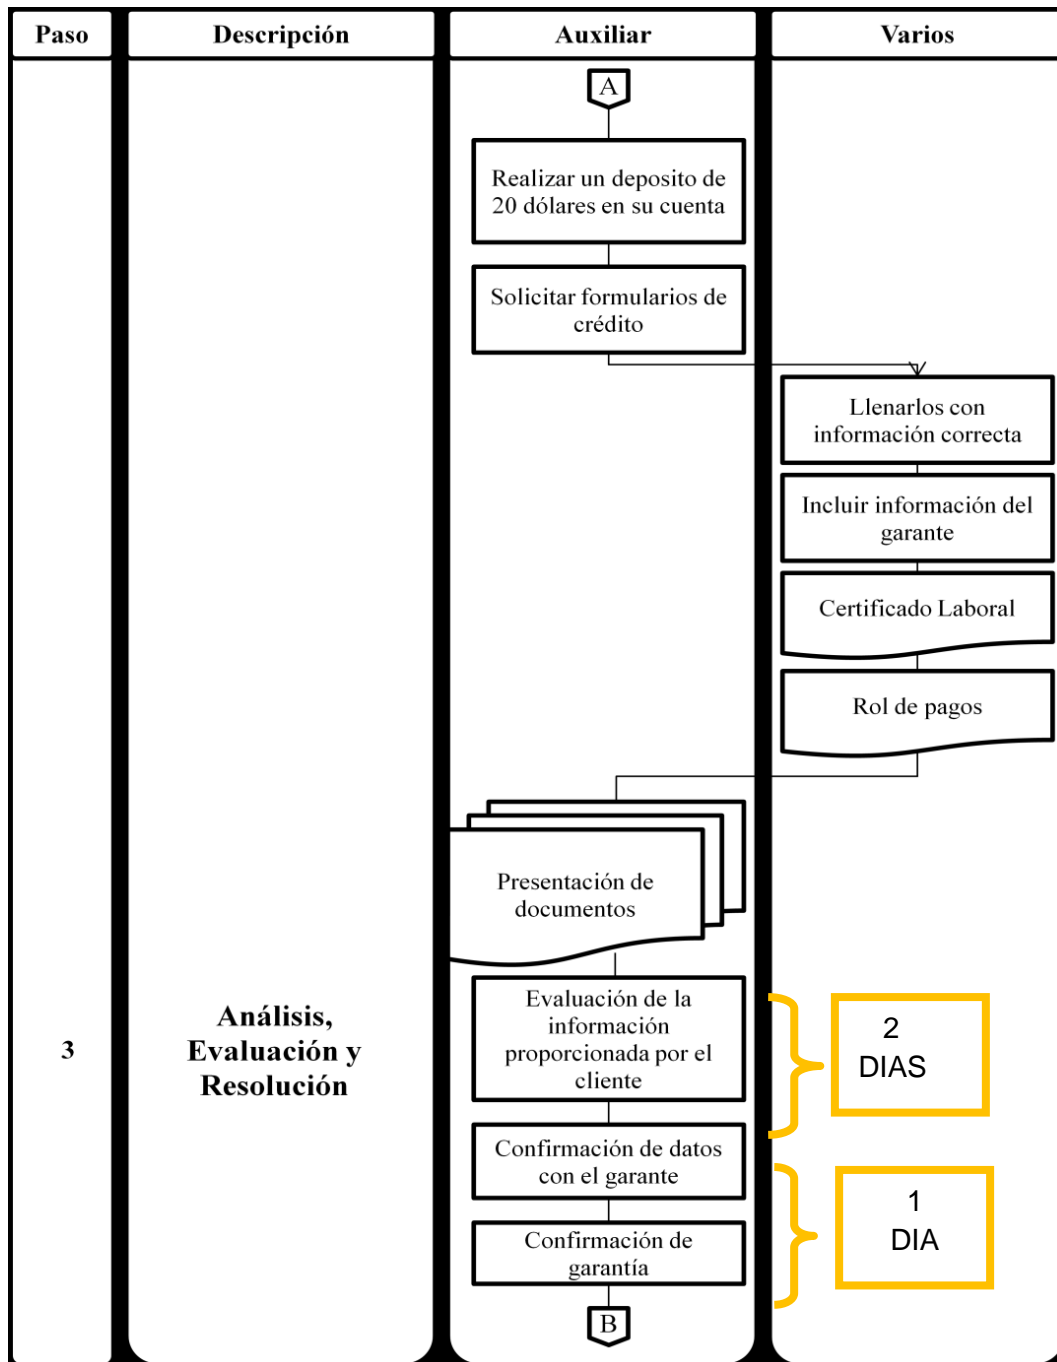 Paso
Descripción
Auxiliar
Varios
A
Realizar un deposito de
20 dólares en su cuenta
Solicitar formularios de
crédito
Llenarlos con
información correcta
Incluir información del
garante
Certificado Laboral
Rol de pagos
Presentación de
documentos
3
Análisis,
Evaluación y
Resolución
Evaluación de la
información
proporcionada por el
cliente
2
DIAS
Confirmación de datos
con el garante
Confirmación de
garantía
1
DIA
B